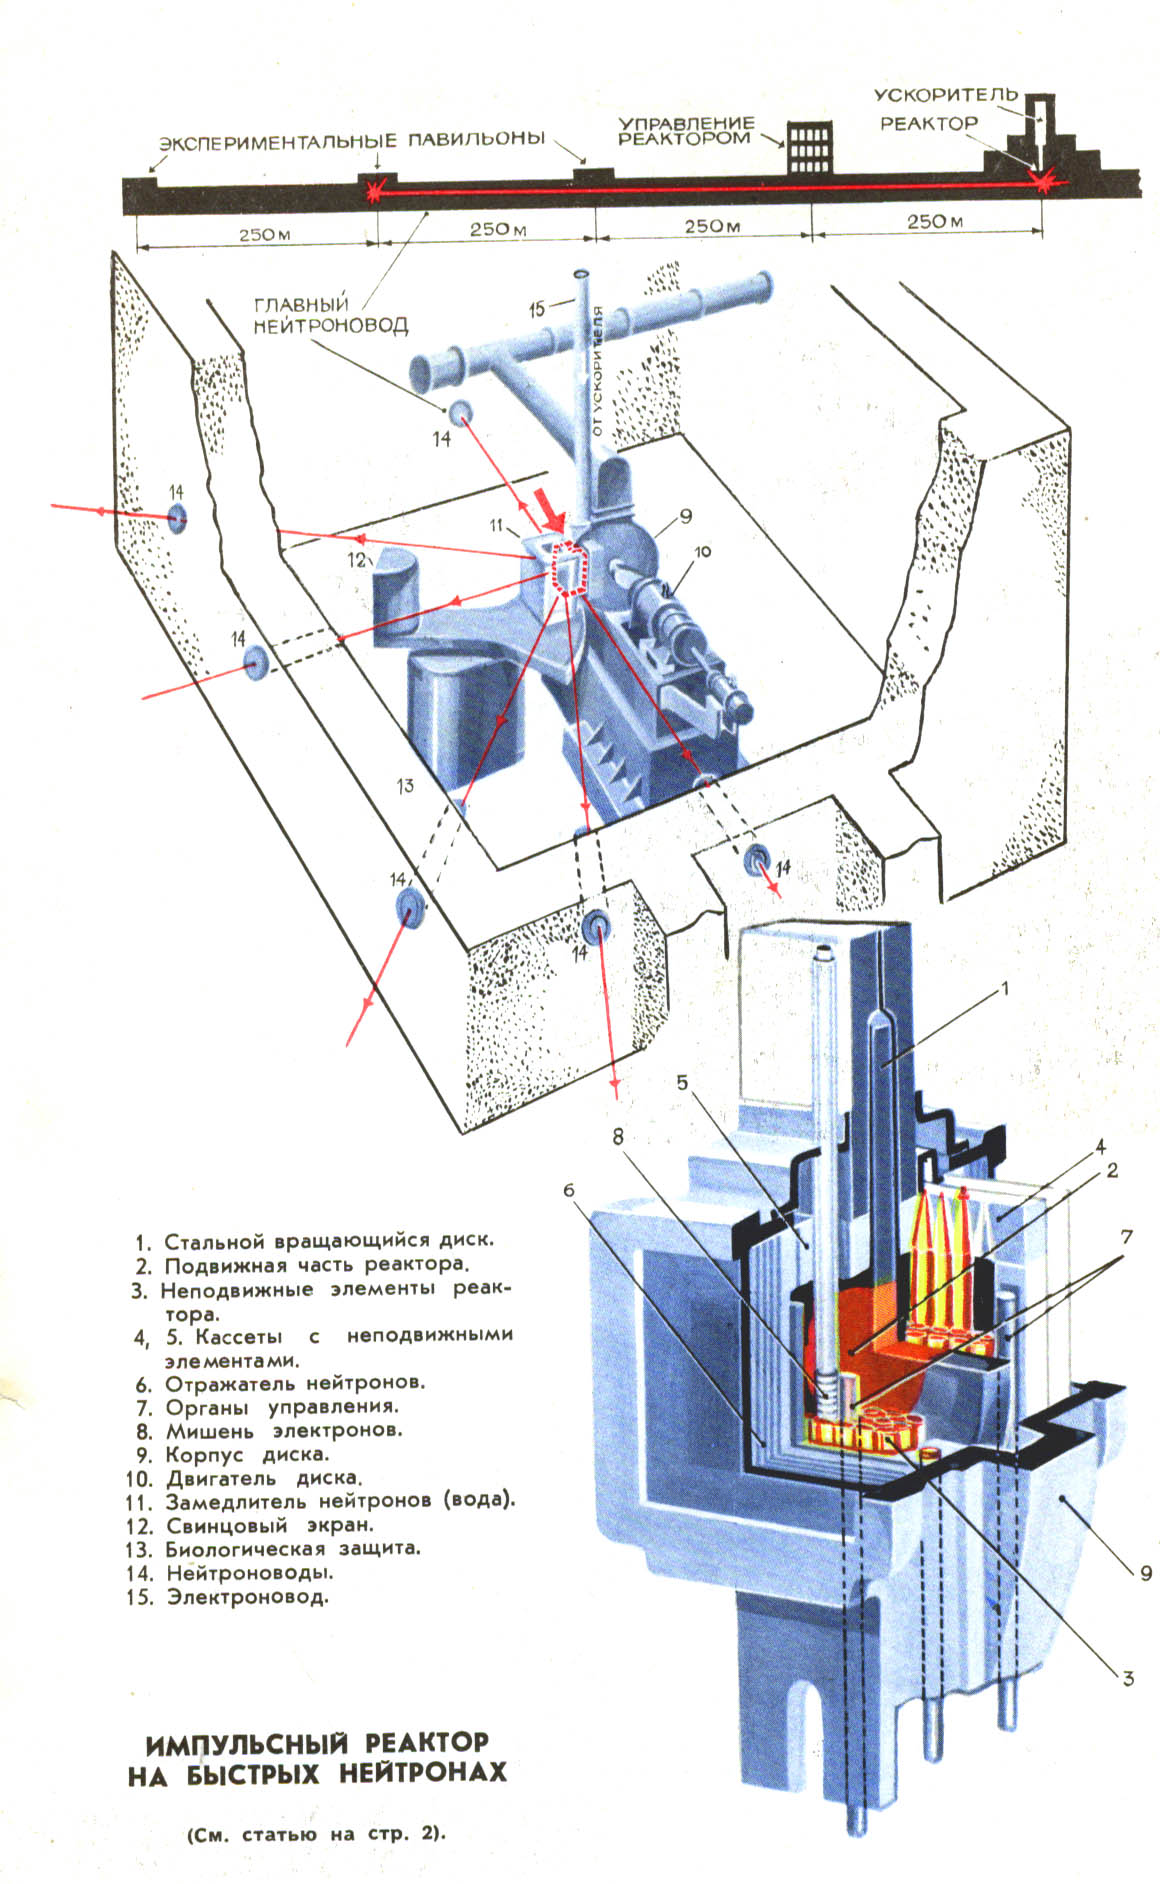 УСКОРИТЕЛЬ
ЭКСПЕРИМЕНТАЛЬНЫЕ ПАВИЛЬОНЫ
УПРАВЛЕНИЕ
РЕАКТОРОМ
РЕАКТОР
250м
250м
250м
250м
ГЛАВНЫЙ
НЕЙТРОНОВОД
15
ОТ УСКОРИТЕЛЯ
14
14
11
9
10
12
14
13
14
14
14
1
5
8
4
2
6
7
9
3
1. Стальной вращающийся диск.
2. Подвижная часть реактора.
3. Неподвижные элементы реак-
тора.
4, 5. Кассеты с неподвижными
элементами.
6. Отражатель нейтронов.
7. Органы управления.
8. Мишень электронов.
9. Корпус диска.
10. Двигатель диска.
11. Замедлитель нейтронов (вода).
12. Свинцовый экран.
13. Биологическая защита.
14. Нейтроноводы.
15. Электроновод.
ИМПУЛЬСНЫЙ РЕАКТОР
НА БЫСТРЫХ НЕЙТРОНАХ
(См. статью на стр. 2).